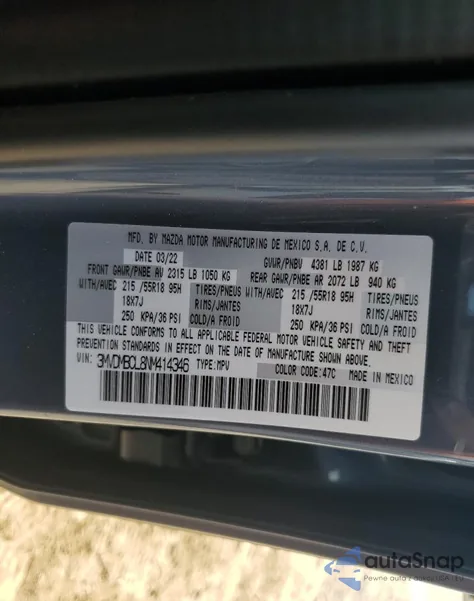 MFD. BY MAZDA MOTOR MANUFACTURING DE MEXICO S.A. DE C.V.
DATE 03/22 GVWR/PNBV 4381 LB 1987 KG
FRONT GAWR/PNBE AV 2315 LB 1050 KG REAR GAWR/PNBE AR 2072 LB 940 KG
WITH/AVEC 215 /55R18 95H TIRES/PNEUS WITH/AVEC 215 /55R18 95H TIRES/PNEUS
18X7J RIMS/JANTES 18X7J RIMS/JANTES
250 KPA/36 PSI COLD/A FROID 250 KPA/36 PSI COLD/A FROID
THIS VEHICLE CONFORMS TO ALL APPLICABLE FEDERAL MOTOR VEHICLE SAFETY AND THEFT
PREVENTION STANDARDS IN EFFECT ON THE DATE OF MANUFACTURE SHOWN ABOVE.
VIN: 3MVDMBCL8NM414346 TYPE:MPV COLOR CODE:47C MADE IN MEXICO
autoSnap
Pewne auto z aukcji w USA